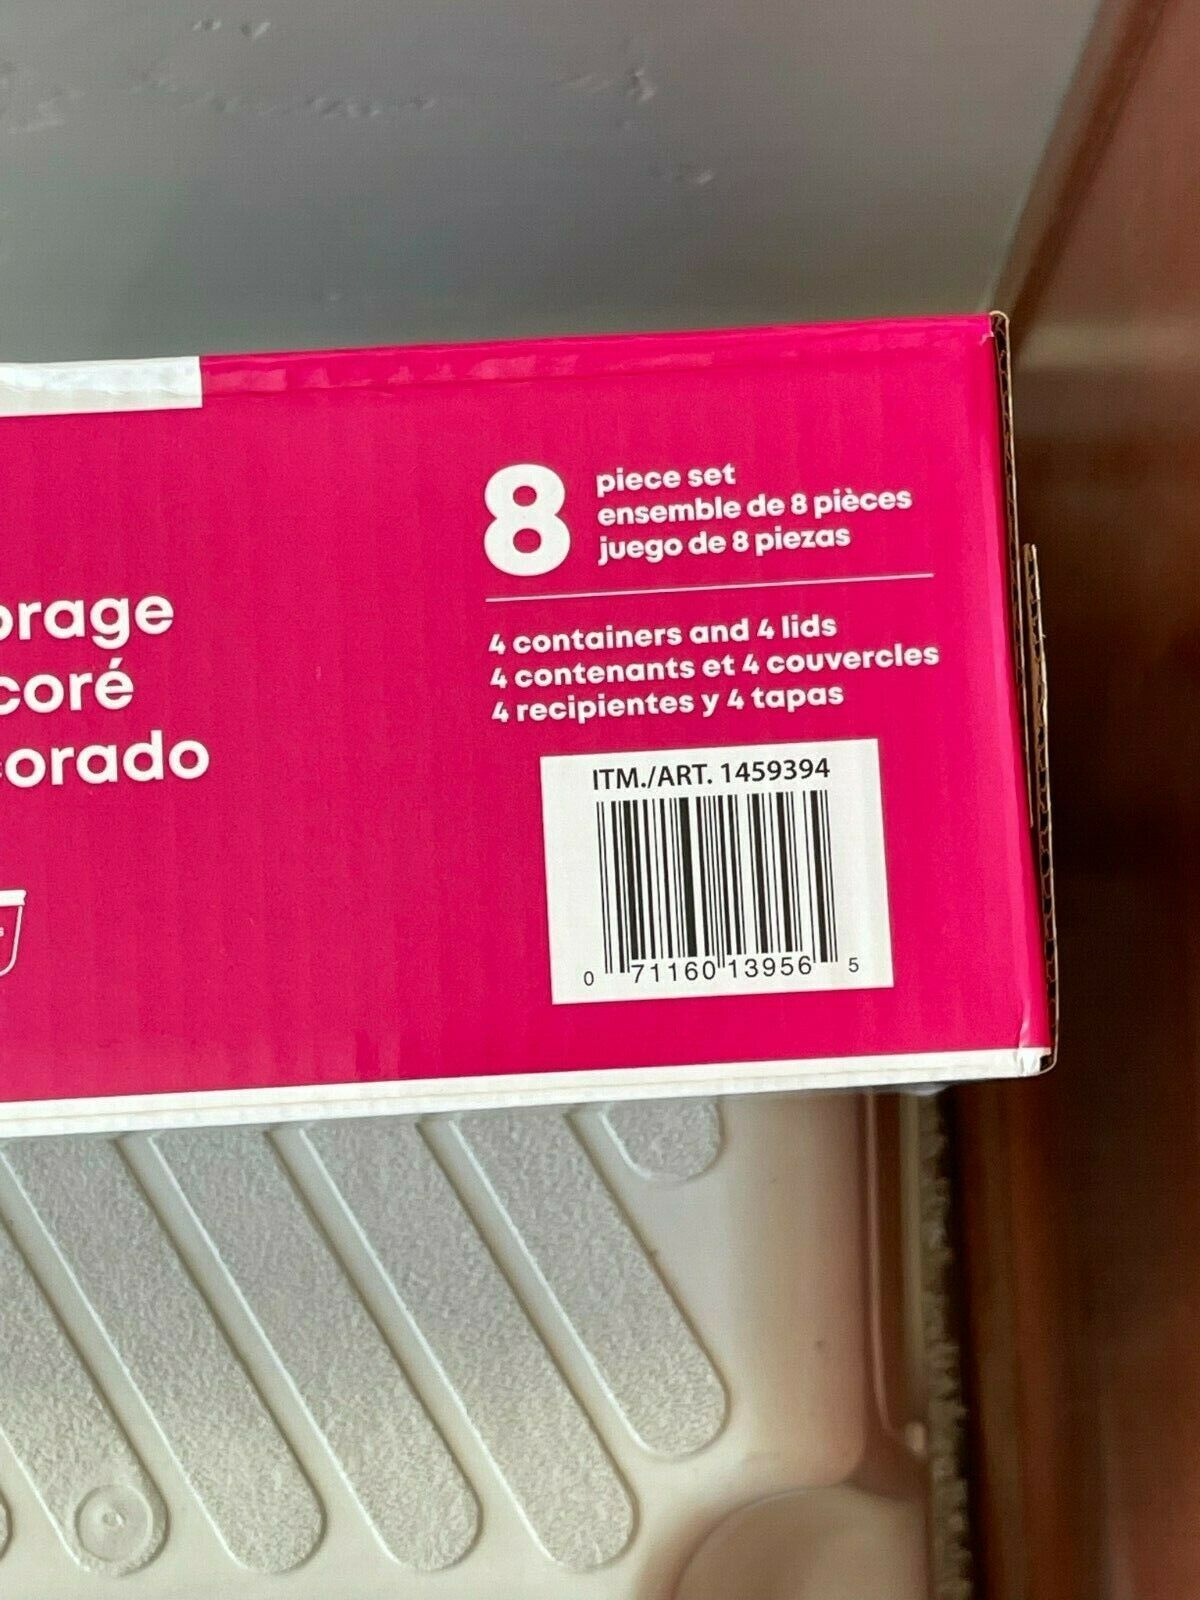 8
piece set
ensemble de 8 pièces
juego de 8 piezas
4 containers and 4 lids
4 contenants et 4 couvercles
4 recipientes y 4 tapas
ITM./ART. 1459394
0 71160 13956 5
orage
coré
orado